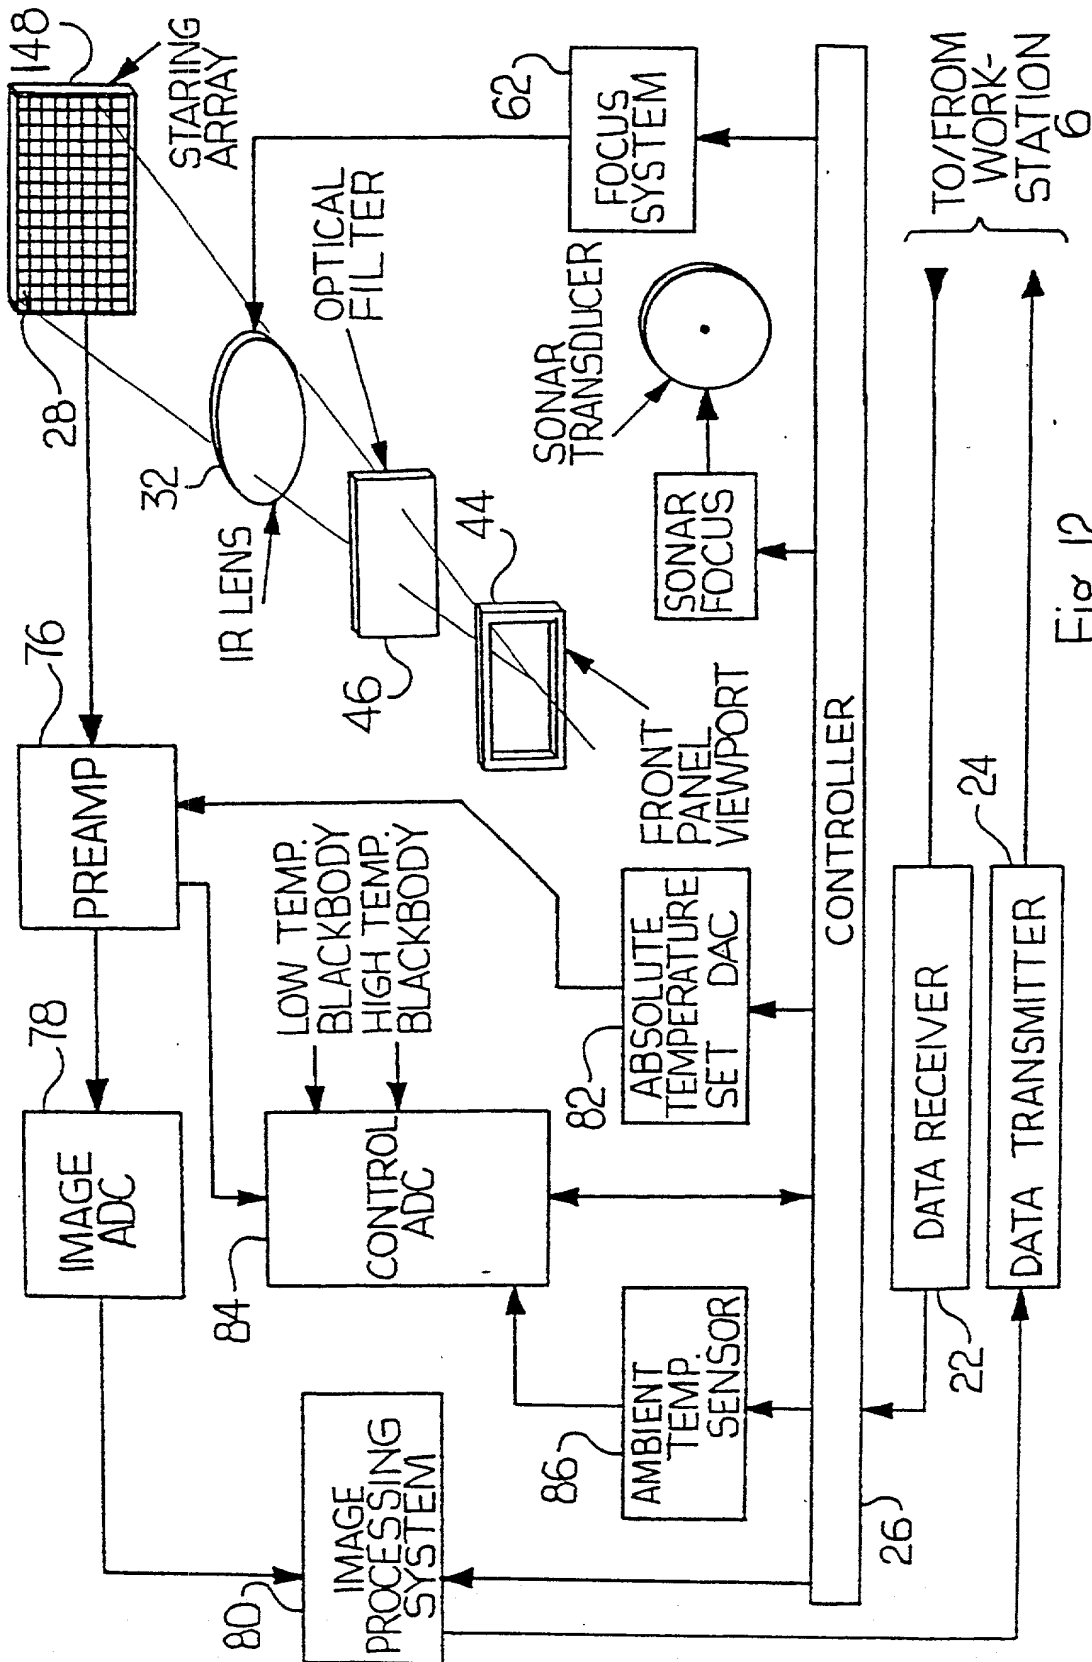 148
STARING
ARRAY
28
32
IR LENS
OPTICAL
FILTER
46
44
FRONT
PANEL
VIEWPORT
62
FOCUS
SYSTEM
SONAR
TRANSDUCER
SONAR
FOCUS
76
PREAMP
78
IMAGE
ADC
LOW TEMP.
BLACKBODY
HIGH TEMP.
BLACKBODY
84
CONTROL
ADC
82
ABSOLUTE
TEMPERATURE
SET DAC
86
AMBIENT
TEMP.
SENSOR
80
IMAGE
PROCESSING
SYSTEM
CONTROLLER
26
DATA RECEIVER
22
DATA TRANSMITTER
24
TO/FROM
WORK-
STATION
6
Fig. 12